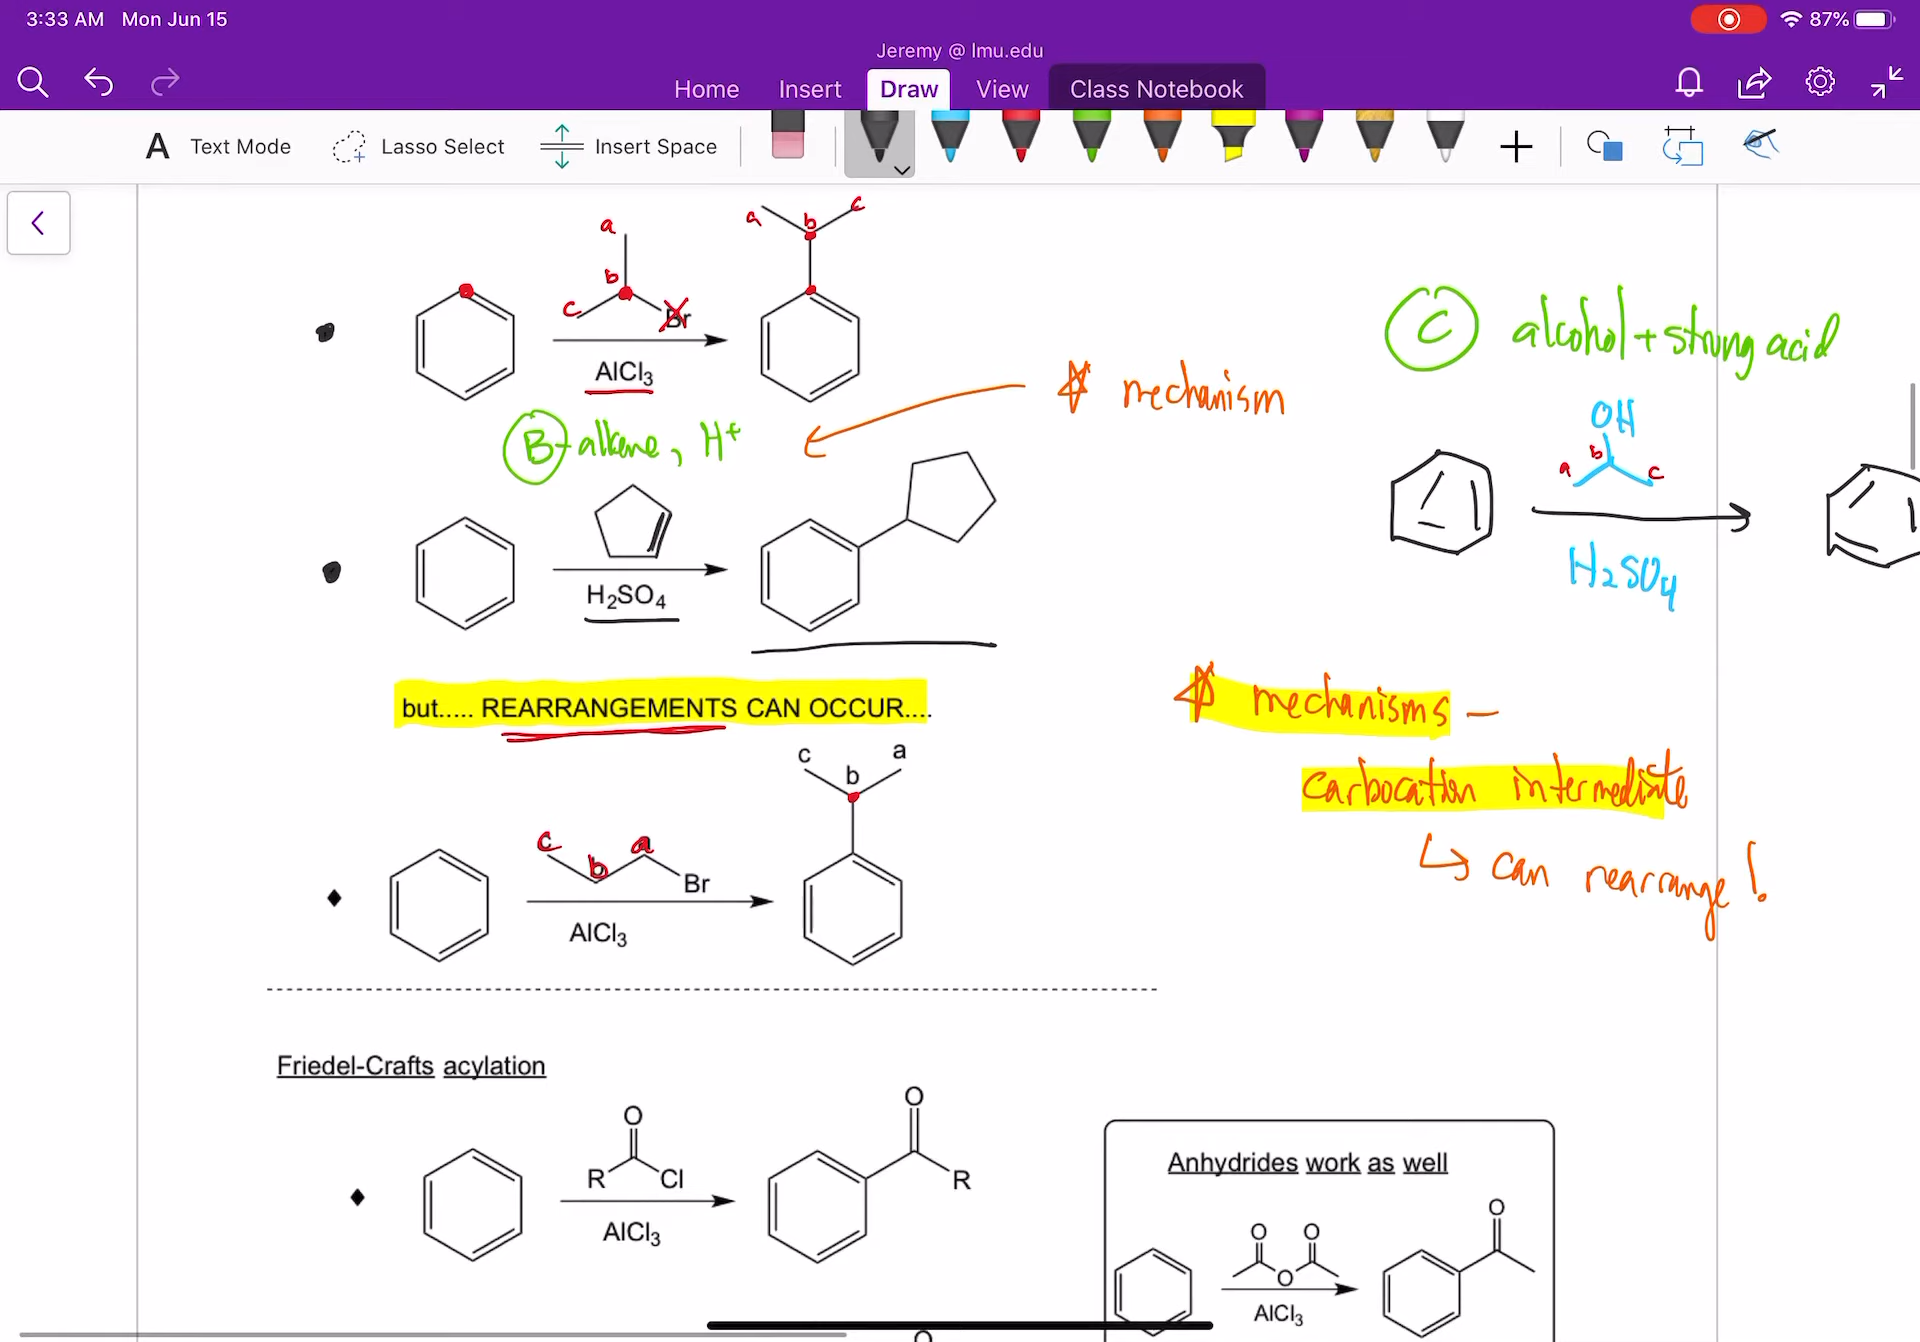 3:33 AM Mon Jun 15
87%
Jeremy @ lmu.edu
Home Insert Draw View Class Notebook
A Text Mode Lasso Select Insert Space
a
b
c
Br
AlCl3
a b c
B - alkene, H+
mechanism
C alcohol + strong acid
OH
a b c
H2SO4
H2SO4
but..... REARRANGEMENTS CAN OCCUR....
mechanisms –
carbocation intermediate
↳ can rearrange!
c b a
c b a
Br
AlCl3
Friedel-Crafts acylation
O
R Cl
AlCl3
O
R
Anhydrides work as well
O O
O
AlCl3
O
O